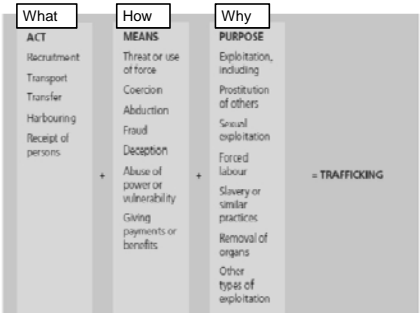 What
ACT
Recruitment
Transport
Transfer
Harbouring
Receipt of
persons
+
How
MEANS
Threat or use
of force
Coercion
Abduction
Fraud
Deception
Abuse of
power or
vulnerability
Giving
payments or
benefits
+
Why
PURPOSE
Exploitation,
including
Prostitution
of others
Sexual
exploitation
Forced
labour
Slavery or
similar
practices
Removal of
organs
Other
types of
exploitation
= TRAFFICKING